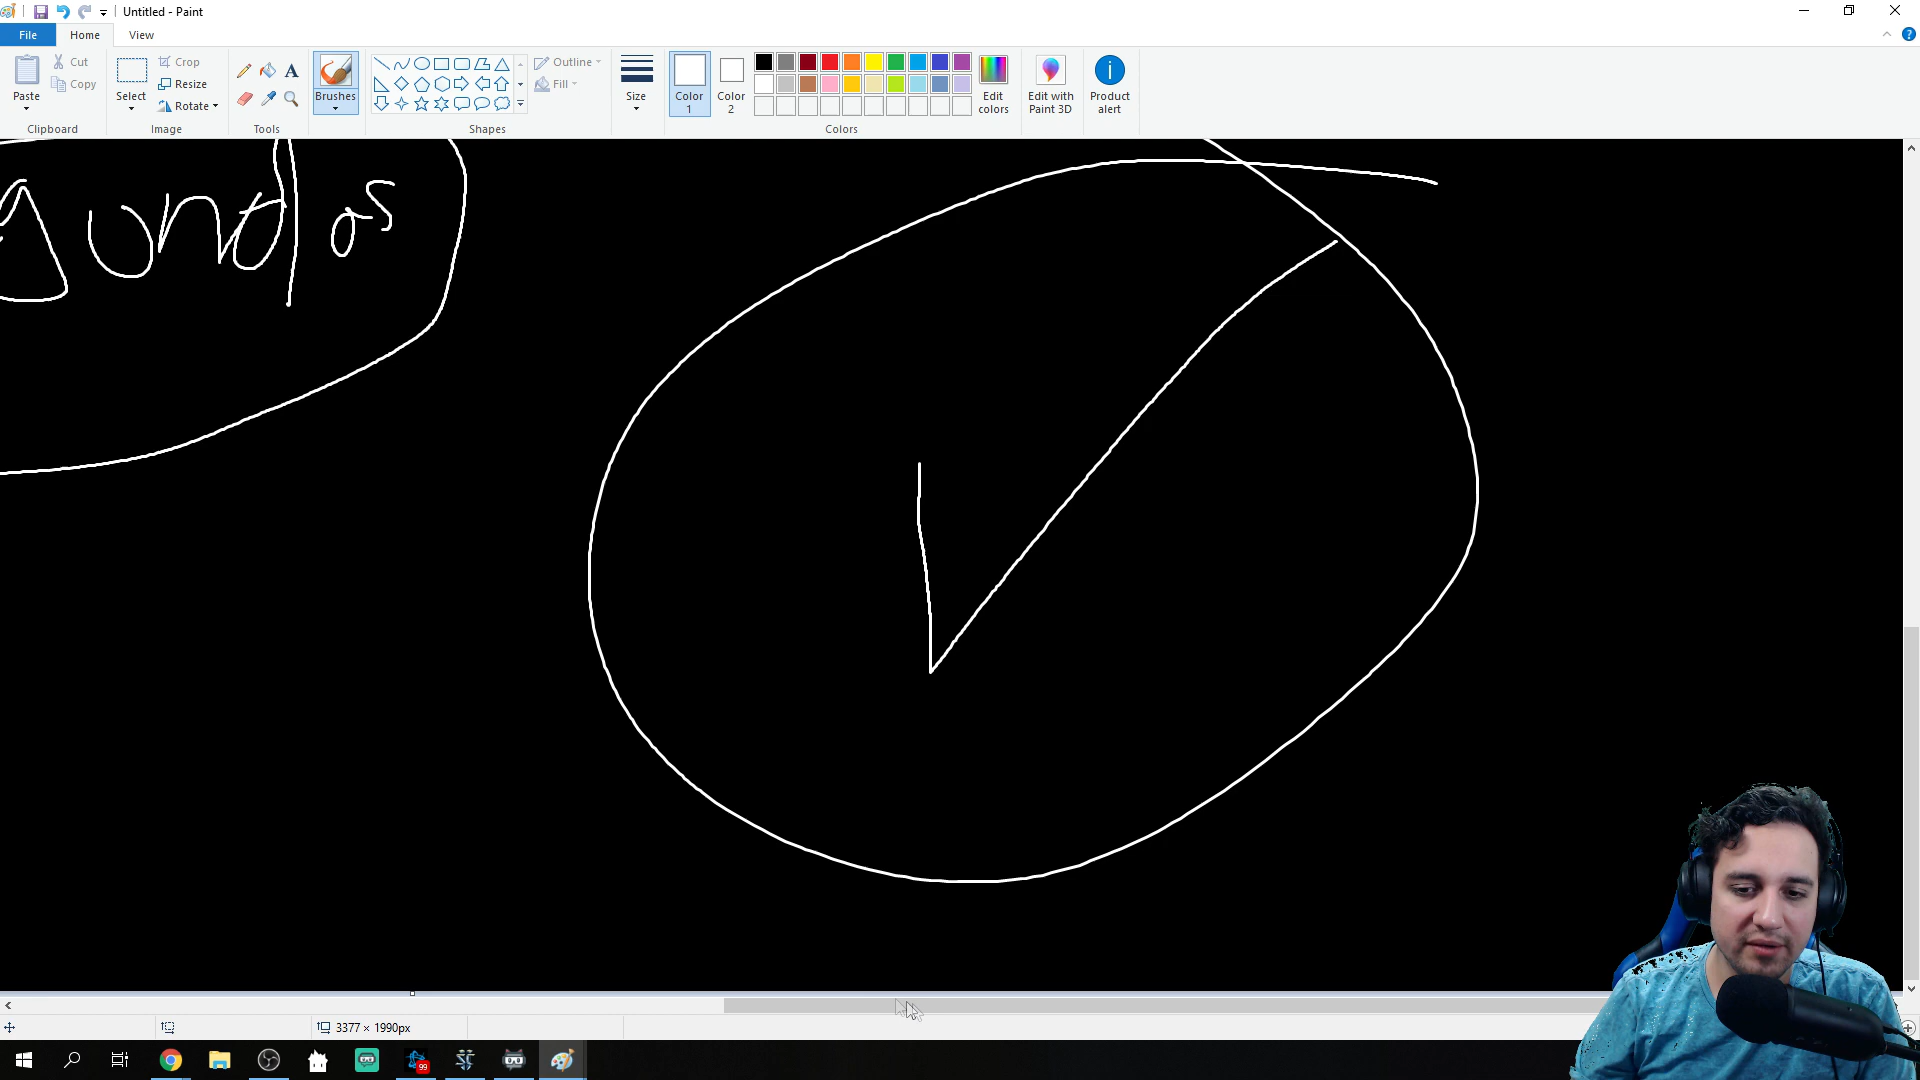 Untitled - Paint
File Home View
Cut
Copy
Paste
Clipboard
Crop
Resize
Rotate
Select
Image
Tools
Brushes
Shapes
Outline
Fill
Size
Color 1
Color 2
Colors
Edit colors
Edit with Paint 3D
Product alert
3377 × 1990px
99